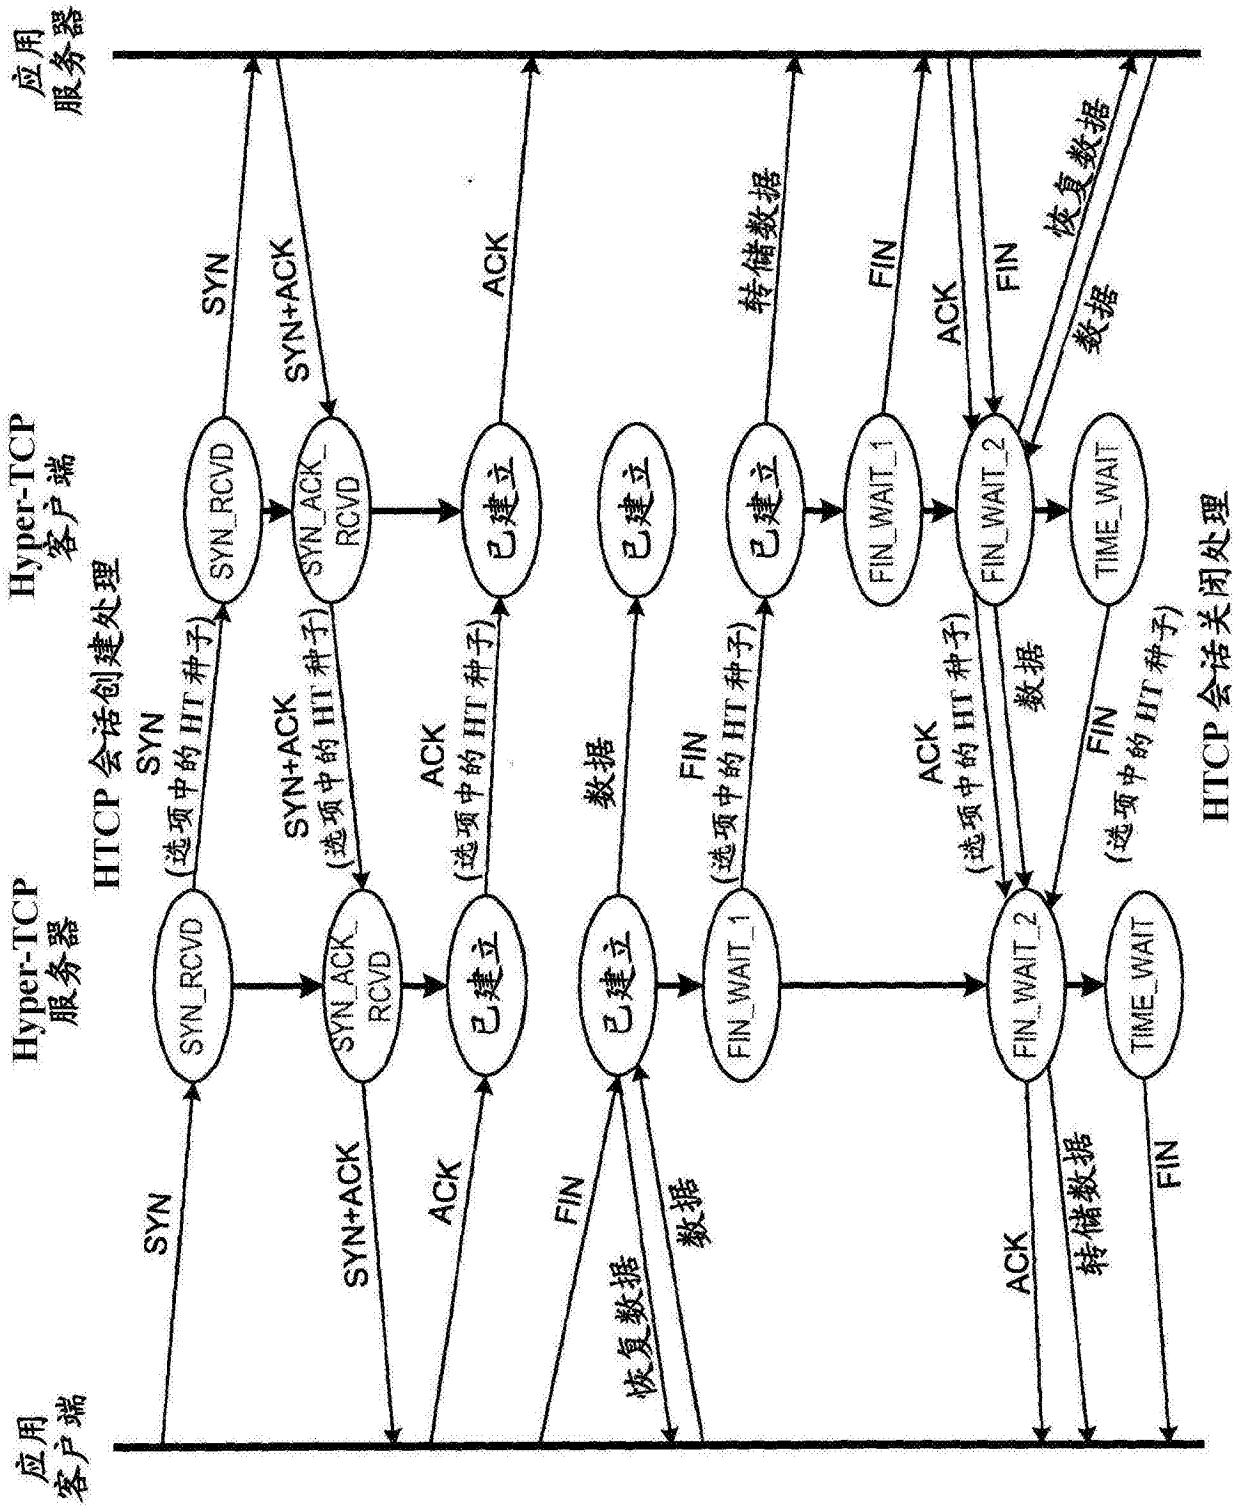 应用
客户端
Hyper-TCP
服务器
Hyper-TCP
客户端
应用
服务器
HTCP 会话创建处理
SYN
SYN_RCVD
SYN
(选项中的 HT 种子)
SYN_RCVD
SYN
SYN+ACK
SYN_ACK_
RCVD
SYN+ACK
(选项中的 HT 种子)
SYN_ACK_
RCVD
SYN+ACK
ACK
已建立
ACK
(选项中的 HT 种子)
已建立
ACK
FIN
恢复数据
数据
已建立
数据
已建立
FIN_WAIT_1
FIN
(选项中的 HT 种子)
已建立
转储数据
FIN_WAIT_1
FIN
ACK
转储数据
FIN_WAIT_2
ACK
(选项中的 HT 种子)
数据
FIN_WAIT_2
ACK
FIN
恢复数据
数据
FIN
TIME_WAIT
FIN
(选项中的 HT 种子)
TIME_WAIT
HTCP 会话关闭处理